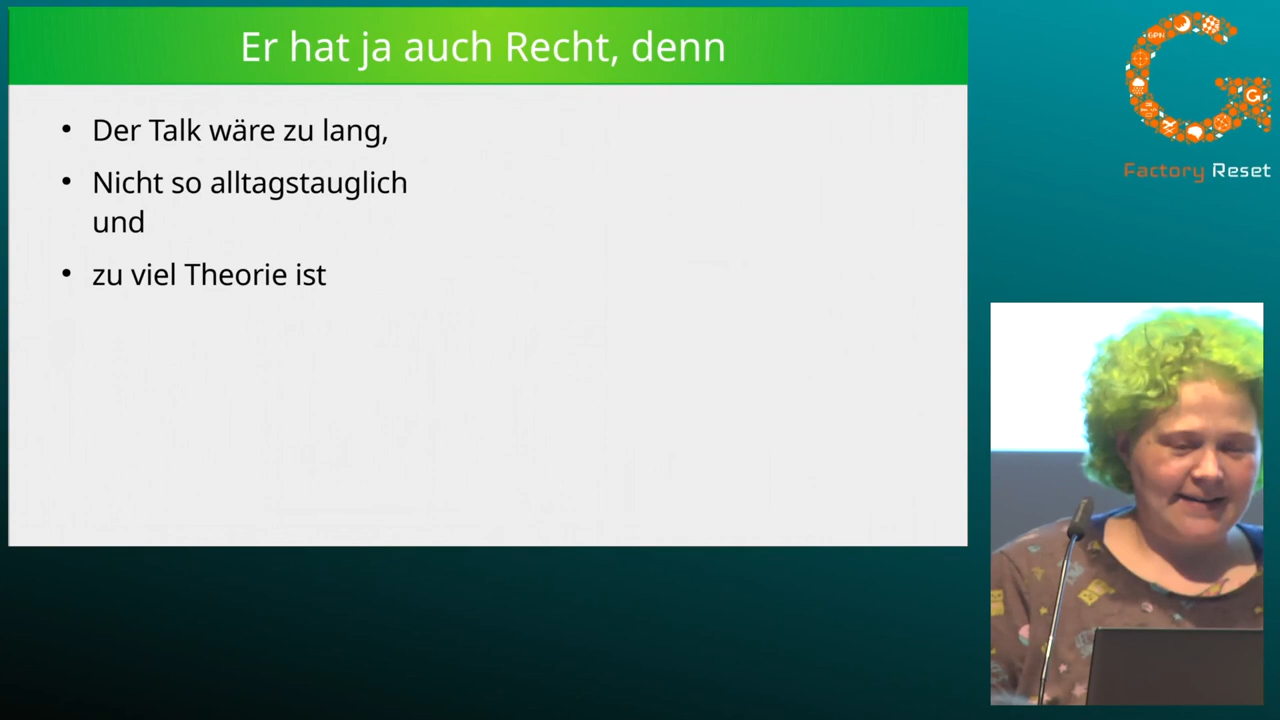 Er hat ja auch Recht, denn
• Der Talk wäre zu lang,
• Nicht so alltagstauglich
und
• zu viel Theorie ist
GPN
Factory Reset